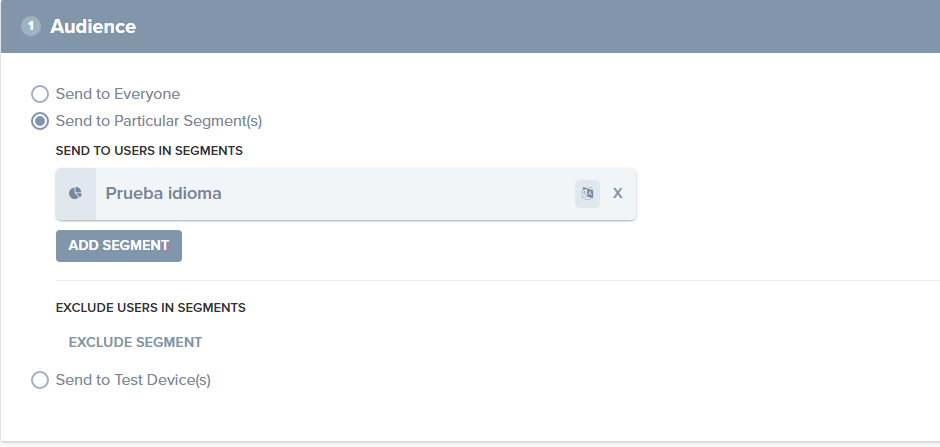 1 Audience
Send to Everyone
Send to Particular Segment(s)
SEND TO USERS IN SEGMENTS
Prueba idioma X
ADD SEGMENT
EXCLUDE USERS IN SEGMENTS
EXCLUDE SEGMENT
Send to Test Device(s)